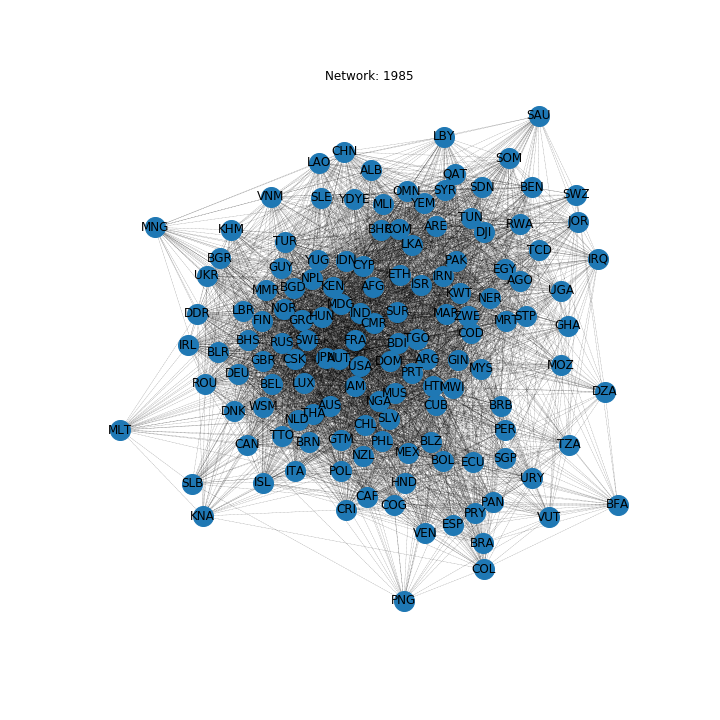 Network: 1985
SAU
LBY
CHN
LAO
SOM
ALB
QAT
SDN
BEN
OMN
SYR
SWZ
VNM
SLE
YDYE
MLI
YEM
TUN
JOR
MNG
RWA
ARE
KHM
BHR
COM
DJI
TUR
LKA
TCD
BGR
IRQ
YUG
IDN
CYP
PAK
GUY
EGY
UKR
NPL
ETH
IRN
AGO
KEN
AFG
ISR
MMR
BGD
UGA
KWT
NER
MDG
DDR
LBR
NOR
SUR
IND
MAR
ZWE
STP
FIN
GRC
HUN
MRT
CMR
GHA
COD
BHS
RUS
SWE
FRA
TGO
IRL
BDI
BLR
GBR
CSK
JPN
AUT
DOM
ARG
GIN
USA
MOZ
MYS
DEU
PRT
ROU
BEL
LUX
JAM
HTI
MWI
MUS
DZA
NGA
DNK
WSM
AUS
CUB
BRB
THA
NLD
SLV
CHL
MLT
PER
TTO
BRN
GTM
PHL
BLZ
CAN
TZA
NZL
MEX
BOL
ECU
SGP
ITA
POL
URY
SLB
ISL
HND
CAF
PAN
COG
BFA
CRI
KNA
PRY
VUT
ESP
VEN
BRA
COL
PNG